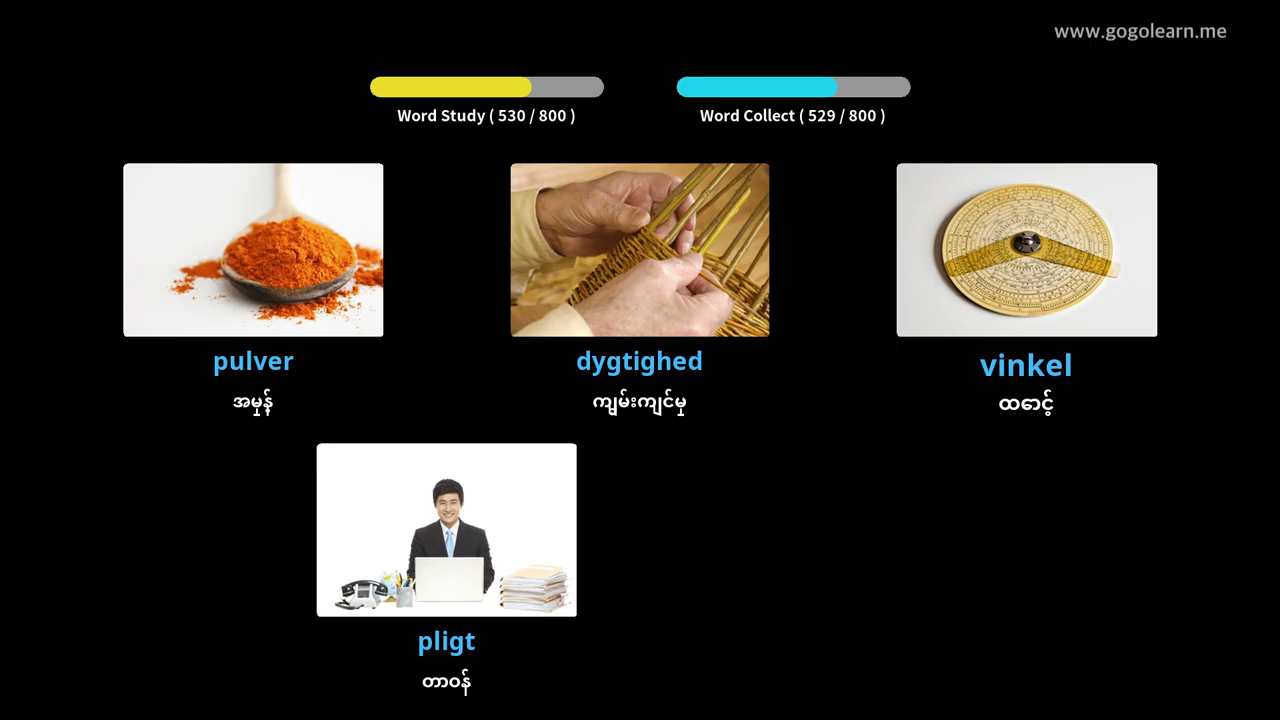 www.gogolearn.me
Word Study ( 530 / 800 )
Word Collect ( 529 / 800 )
pulver
dygtighed
vinkel
အမှုန့်
ကျွမ်းကျင်မှု
ထောင့်
pligt
တာဝန်